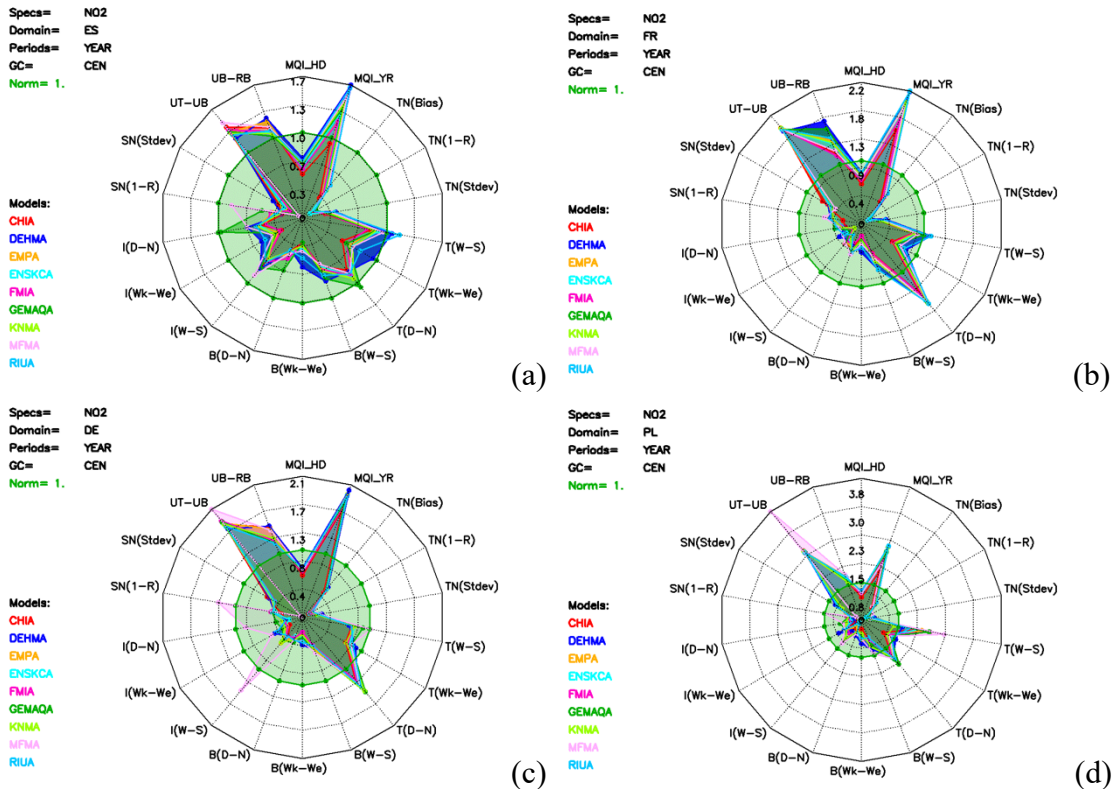 Specs= NO2
Domain= ES
Periods= YEAR
GC= CEN
Norm= 1.
MQI_HD
MQI_YR
TN(Bias)
TN(1-R)
TN(Stdev)
T(W-S)
T(Wk-We)
T(D-N)
B(W-S)
B(Wk-We)
B(D-N)
I(W-S)
I(Wk-We)
I(D-N)
SN(1-R)
SN(Stdev)
UT-UB
UB-RB
1.7
1.3
1.0
0.7
0.3
0
Models:
CHIA
DEHMA
EMPA
ENSKCA
FMIA
GEMAQA
KNMA
MFMA
RIUA
(a)
Specs= NO2
Domain= FR
Periods= YEAR
GC= CEN
Norm= 1.
MQI_HD
MQI_YR
TN(Bias)
TN(1-R)
TN(Stdev)
T(W-S)
T(Wk-We)
T(D-N)
B(W-S)
B(Wk-We)
B(D-N)
I(W-S)
I(Wk-We)
I(D-N)
SN(1-R)
SN(Stdev)
UT-UB
UB-RB
2.2
1.8
1.3
0.9
0.4
0
Models:
CHIA
DEHMA
EMPA
ENSKCA
FMIA
GEMAQA
KNMA
MFMA
RIUA
(b)
Specs= NO2
Domain= DE
Periods= YEAR
GC= CEN
Norm= 1.
MQI_HD
MQI_YR
TN(Bias)
TN(1-R)
TN(Stdev)
T(W-S)
T(Wk-We)
T(D-N)
B(W-S)
B(Wk-We)
B(D-N)
I(W-S)
I(Wk-We)
I(D-N)
SN(1-R)
SN(Stdev)
UT-UB
UB-RB
2.1
1.7
1.3
0.8
0.4
0
Models:
CHIA
DEHMA
EMPA
ENSKCA
FMIA
GEMAQA
KNMA
MFMA
RIUA
(c)
Specs= NO2
Domain= PL
Periods= YEAR
GC= CEN
Norm= 1.
MQI_HD
MQI_YR
TN(Bias)
TN(1-R)
TN(Stdev)
T(W-S)
T(Wk-We)
T(D-N)
B(W-S)
B(Wk-We)
B(D-N)
I(W-S)
I(Wk-We)
I(D-N)
SN(1-R)
SN(Stdev)
UT-UB
UB-RB
3.8
3.0
2.3
1.5
0.8
0
Models:
CHIA
DEHMA
EMPA
ENSKCA
FMIA
GEMAQA
KNMA
MFMA
RIUA
(d)